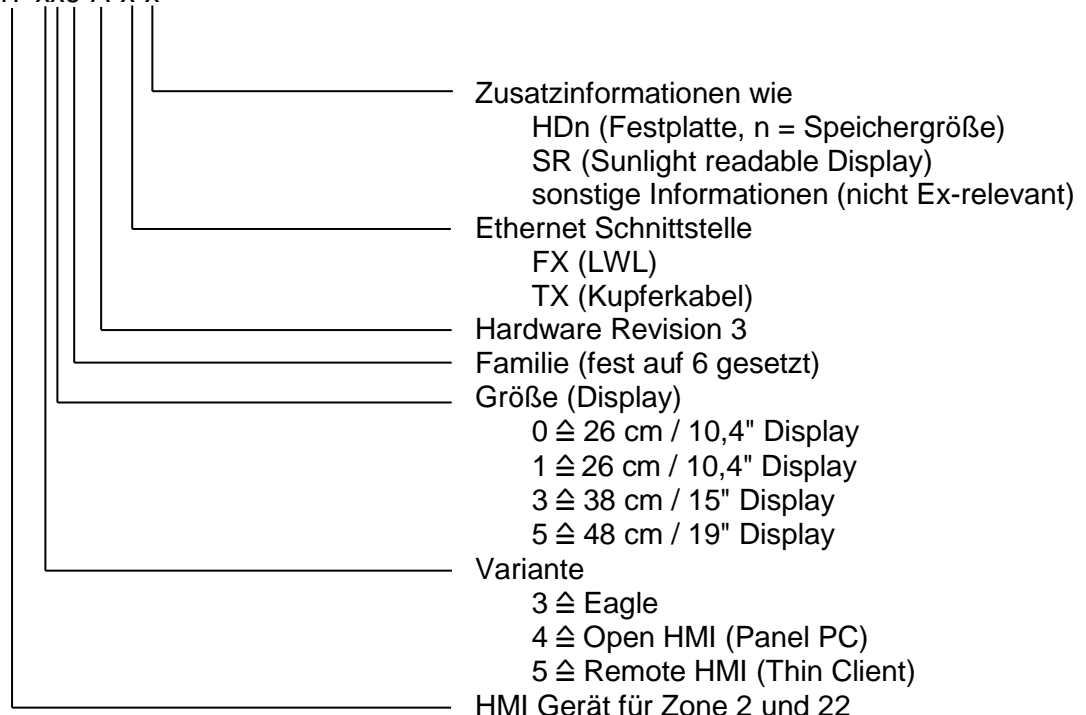 Zusatzinformationen wie
HDn (Festplatte, n = Speichergröße)
SR (Sunlight readable Display)
sonstige Informationen (nicht Ex-relevant)
Ethernet Schnittstelle
FX (LWL)
TX (Kupferkabel)
Hardware Revision 3
Familie (fest auf 6 gesetzt)
Größe (Display)
0 ≙ 26 cm / 10,4" Display
1 ≙ 26 cm / 10,4" Display
3 ≙ 38 cm / 15" Display
5 ≙ 48 cm / 19" Display
Variante
3 ≙ Eagle
4 ≙ Open HMI (Panel PC)
5 ≙ Remote HMI (Thin Client)
HMI Gerät für Zone 2 und 22